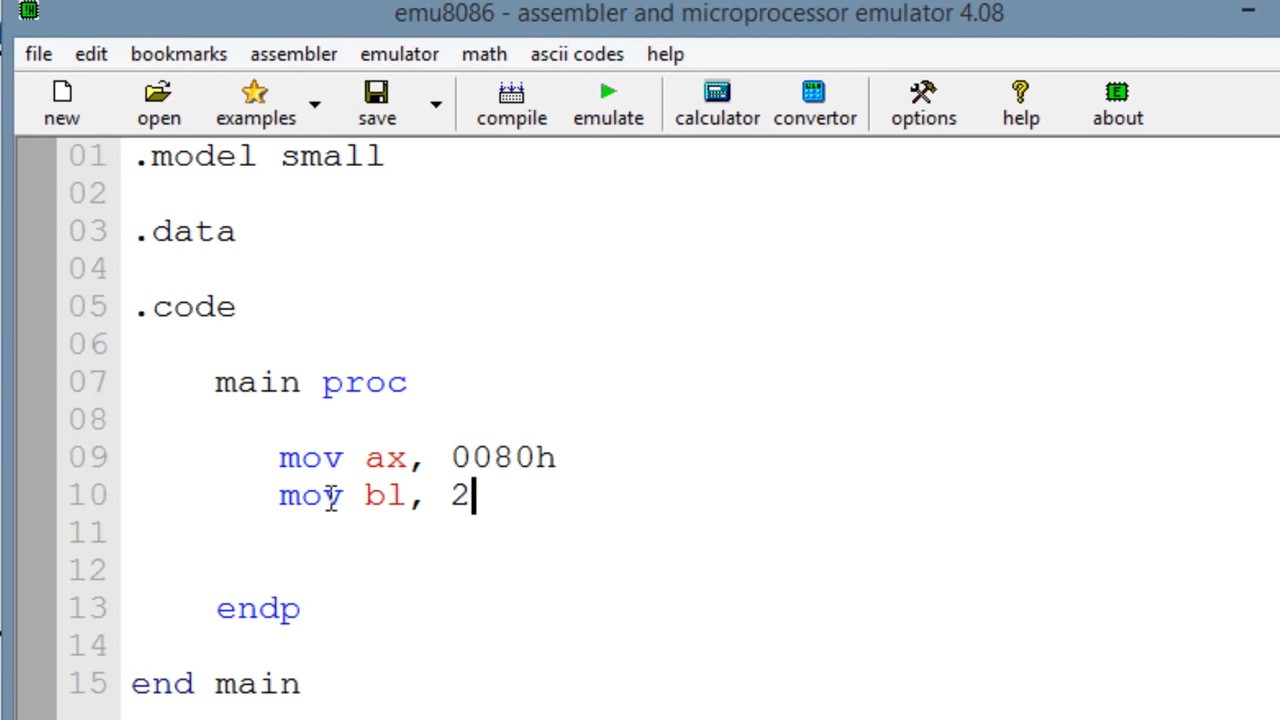 emu8086 - assembler and microprocessor emulator 4.08
file edit bookmarks assembler emulator math ascii codes help
new open examples save compile emulate calculator convertor options help about
01 .model small
02
03 .data
04
05 .code
06
07 main proc
08
09 mov ax, 0080h
10 mov bl, 2
11
12
13 endp
14
15 end main